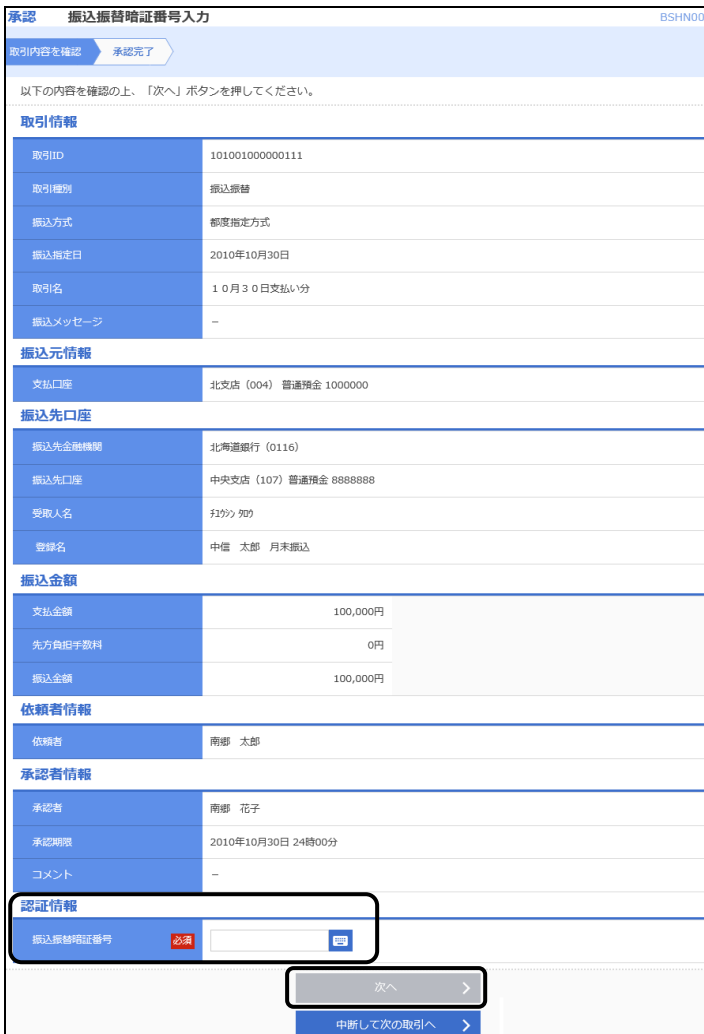 承認 振込振替暗証番号入力 BSHN00
取引内容を確認 承認完了
以下の内容を確認の上、「次へ」ボタンを押してください。
取引情報
取引ID 101001000000111
取引種別 振込振替
振込方式 都度指定方式
振込指定日 2010年10月30日
取引名 １０月３０日支払い分
振込メッセージ －
振込元情報
支払口座 北支店（004） 普通預金 1000000
振込先口座
振込先金融機関 北海道銀行（0116）
振込先口座 中央支店（107）普通預金 8888888
受取人名 ﾁﾕｳｼﾝ ﾀﾛｳ
登録名 中信 太郎 月末振込
振込金額
支払金額 100,000円
先方負担手数料 0円
振込金額 100,000円
依頼者情報
依頼者 南郷 太郎
承認者情報
承認者 南郷 花子
承認期限 2010年10月30日 24時00分
コメント －
認証情報
振込振替暗証番号 必須
次へ
中断して次の取引へ